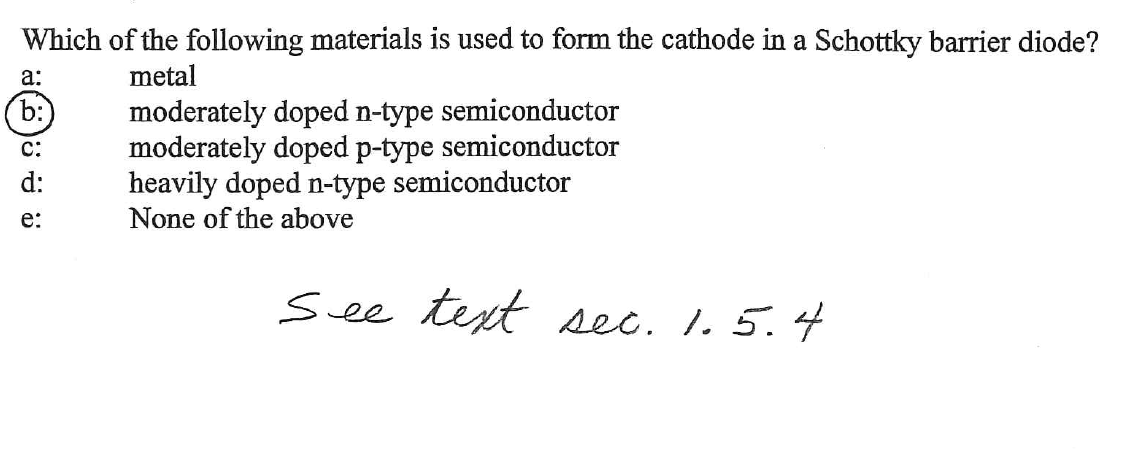 Which of the following materials is used to form the cathode in a Schottky barrier diode?
a: metal
b: moderately doped n-type semiconductor
c: moderately doped p-type semiconductor
d: heavily doped n-type semiconductor
e: None of the above
See text sec. 1.5.4